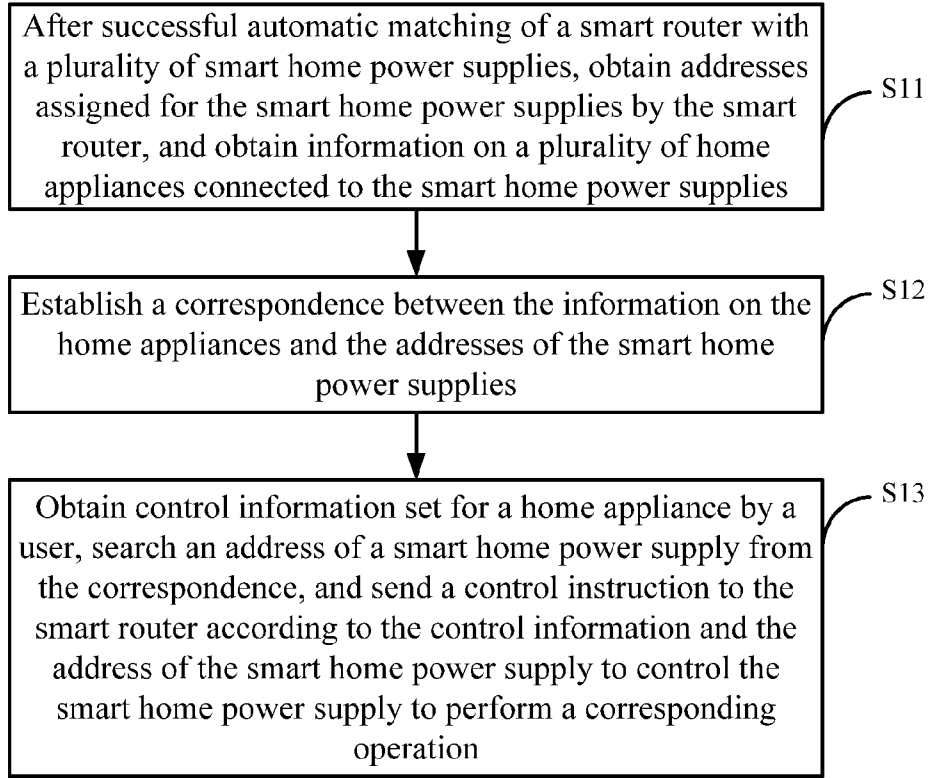 After successful automatic matching of a smart router with
a plurality of smart home power supplies, obtain addresses
assigned for the smart home power supplies by the smart
router, and obtain information on a plurality of home
appliances connected to the smart home power supplies
S11
Establish a correspondence between the information on the
home appliances and the addresses of the smart home
power supplies
S12
Obtain control information set for a home appliance by a
user, search an address of a smart home power supply from
the correspondence, and send a control instruction to the
smart router according to the control information and the
address of the smart home power supply to control the
smart home power supply to perform a corresponding
operation
S13